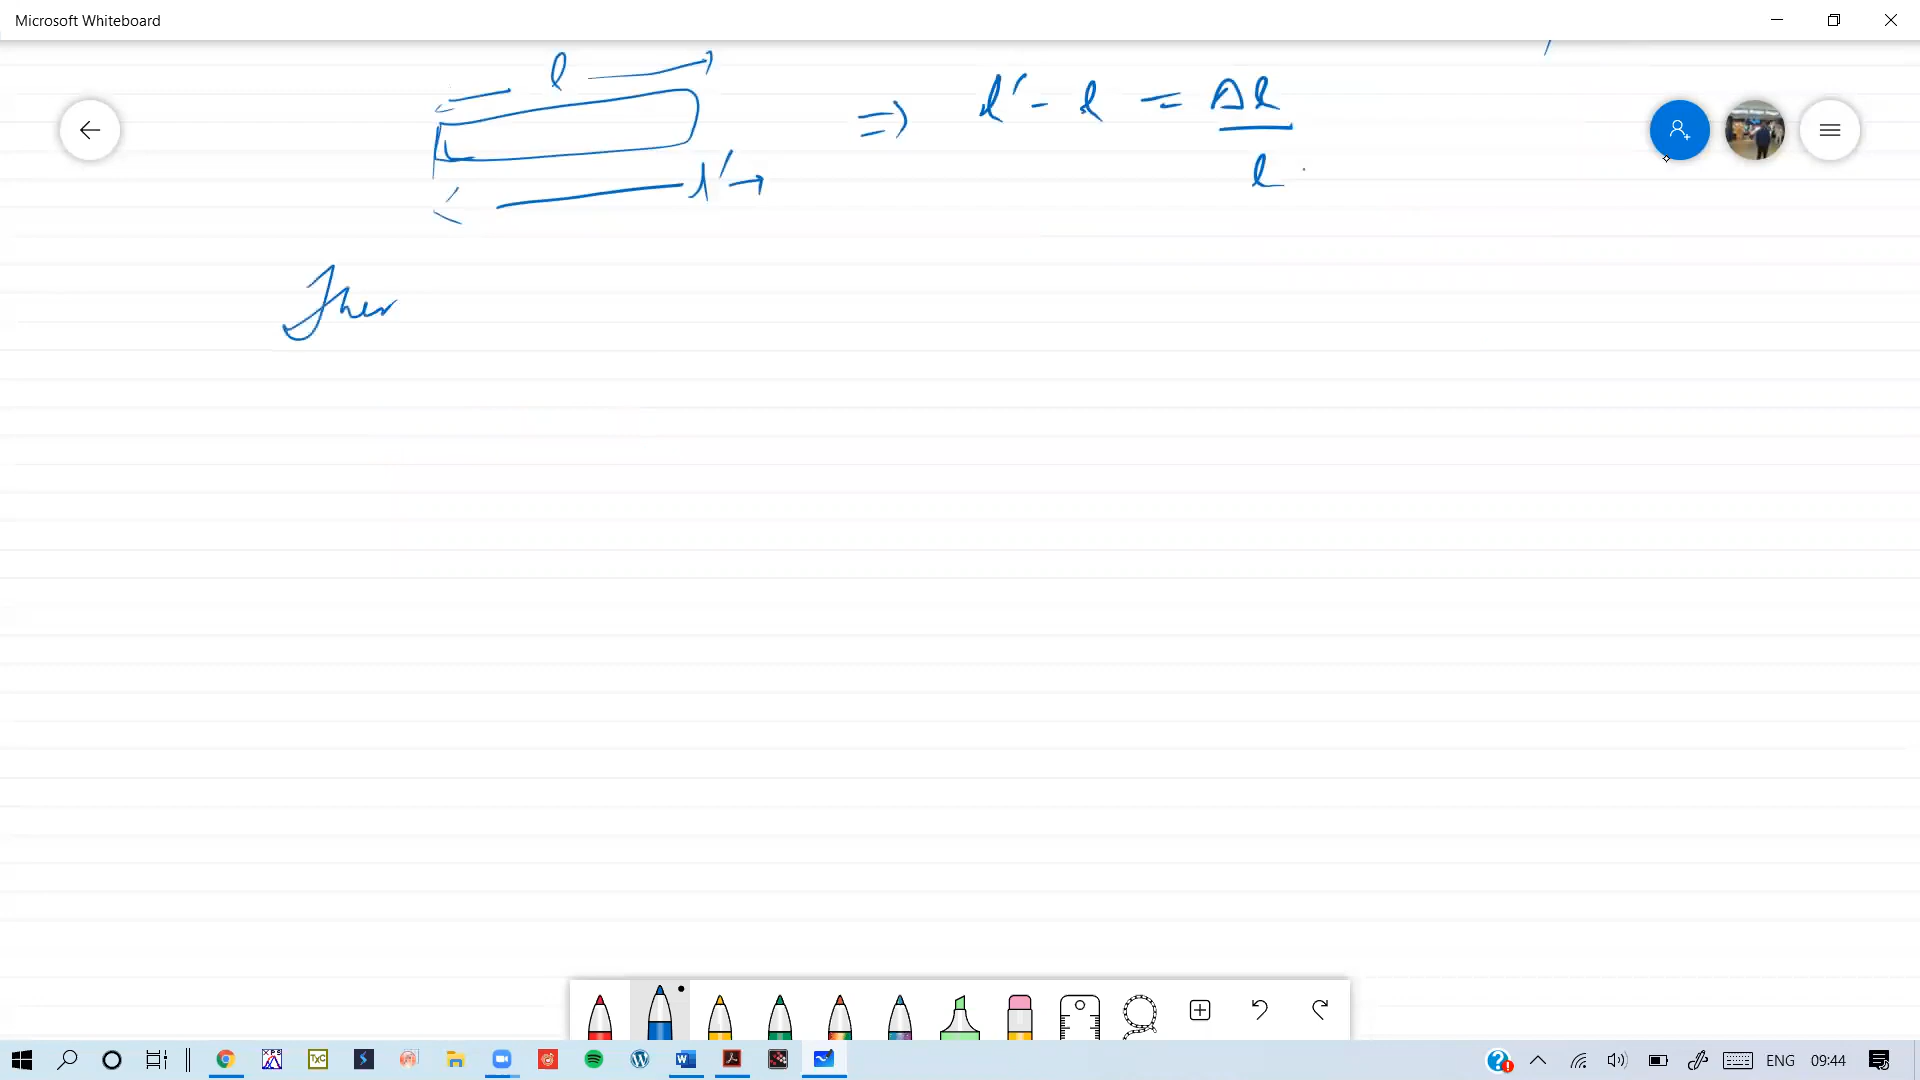 Microsoft Whiteboard
l
⇒ l' - l = Δl
l
l' →
Ther
ENG 09:44